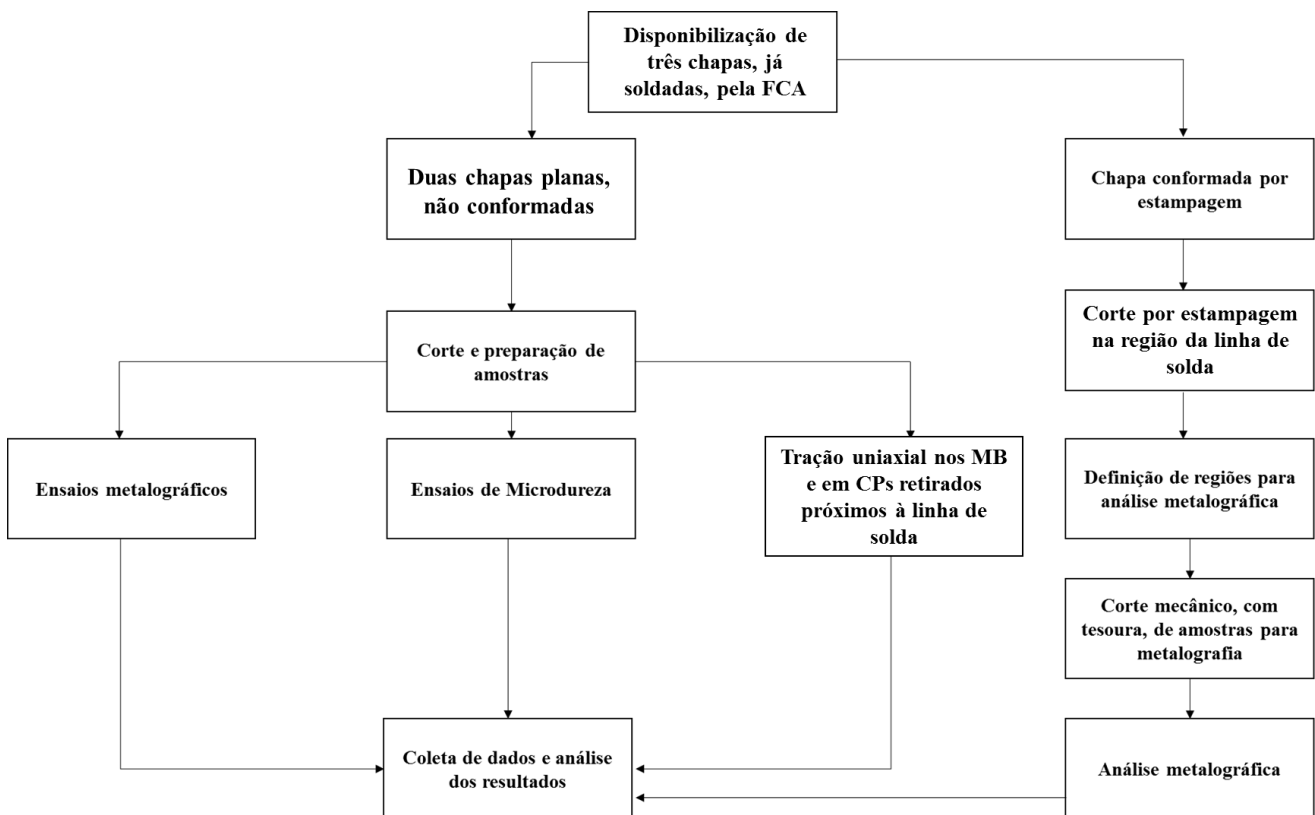 Disponibilização de
três chapas, já
soldadas, pela FCA
Duas chapas planas,
não conformadas
Chapa conformada por
estampagem
Corte e preparação de
amostras
Corte por estampagem
na região da linha de
solda
Ensaios metalográficos
Ensaios de Microdureza
Tração uniaxial nos MB
e em CPs retirados
próximos à linha de
solda
Definição de regiões para
análise metalográfica
Corte mecânico, com
tesoura, de amostras para
metalografia
Coleta de dados e análise
dos resultados
Análise metalográfica